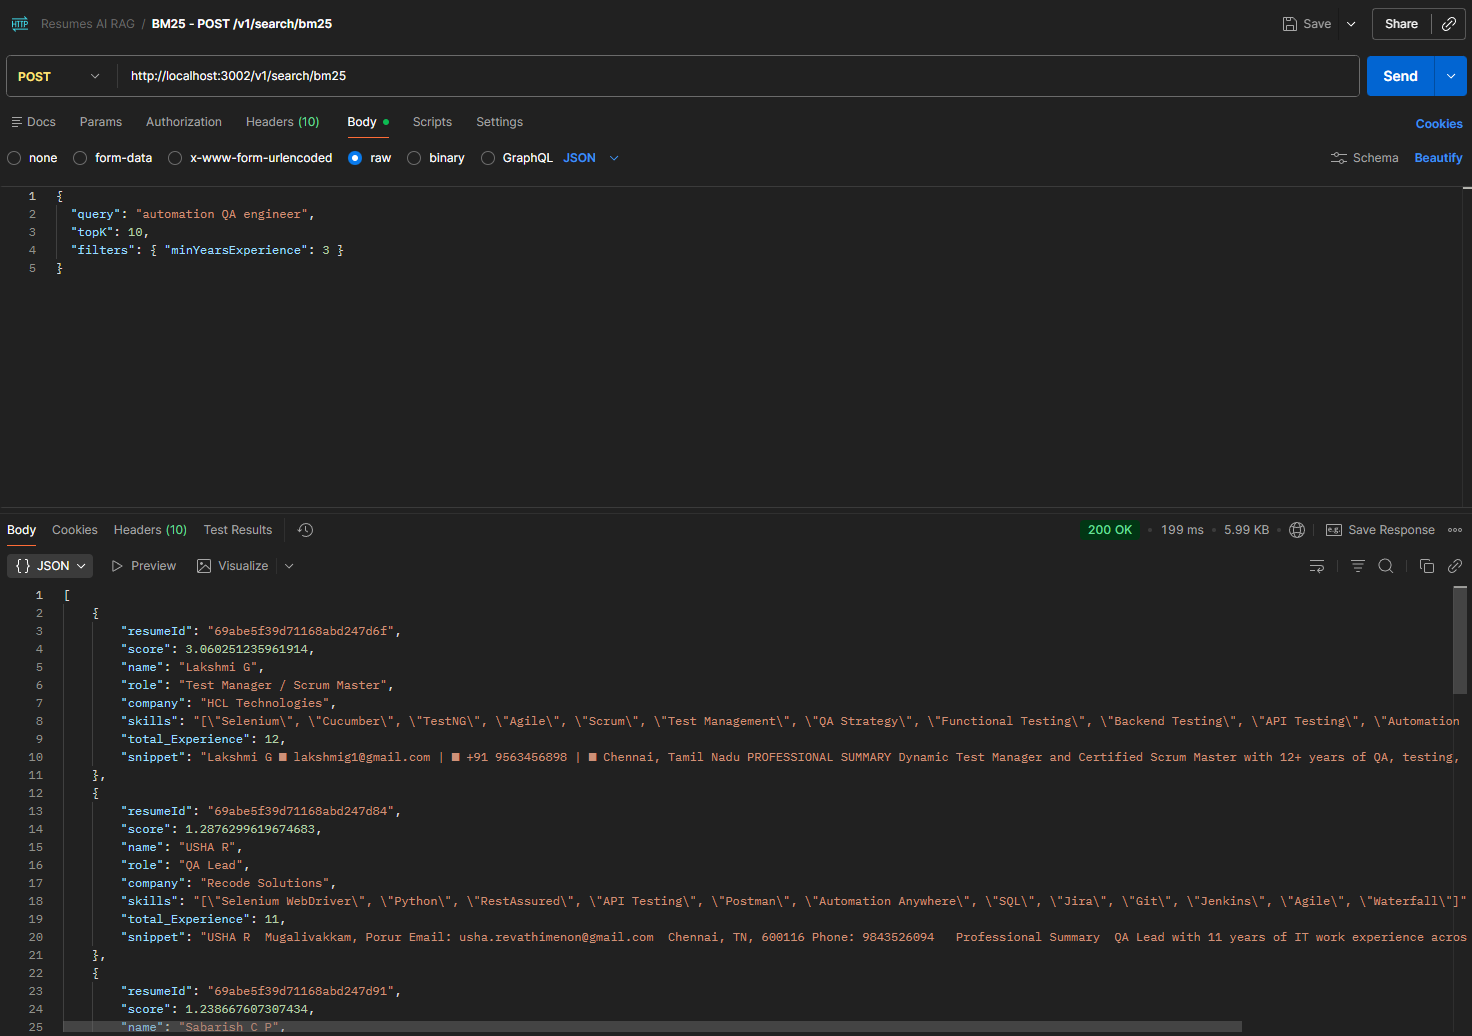 HTTP Resumes AI RAG / BM25 - POST /v1/search/bm25 Save Share
POST http://localhost:3002/v1/search/bm25 Send
Docs Params Authorization Headers (10) Body Scripts Settings Cookies
none form-data x-www-form-urlencoded raw binary GraphQL JSON Schema Beautify
1 {
2 "query": "automation QA engineer",
3 "topK": 10,
4 "filters": { "minYearsExperience": 3 }
5 }
Body Cookies Headers (10) Test Results 200 OK • 199 ms • 5.99 KB • e.g. Save Response
{} JSON Preview Visualize
1 [
2 {
3 "resumeId": "69abe5f39d71168abd247d6f",
4 "score": 3.060251235961914,
5 "name": "Lakshmi G",
6 "role": "Test Manager / Scrum Master",
7 "company": "HCL Technologies",
8 "skills": "[\"Selenium\", \"Cucumber\", \"TestNG\", \"Agile\", \"Scrum\", \"Test Management\", \"QA Strategy\", \"Functional Testing\", \"Backend Testing\", \"API Testing\", \"Automation
9 "total_Experience": 12,
10 "snippet": "Lakshmi G ■ lakshmig1@gmail.com | ■ +91 9563456898 | ■ Chennai, Tamil Nadu PROFESSIONAL SUMMARY Dynamic Test Manager and Certified Scrum Master with 12+ years of QA, testing,
11 },
12 {
13 "resumeId": "69abe5f39d71168abd247d84",
14 "score": 1.2876299619674683,
15 "name": "USHA R",
16 "role": "QA Lead",
17 "company": "Recode Solutions",
18 "skills": "[\"Selenium WebDriver\", \"Python\", \"RestAssured\", \"API Testing\", \"Postman\", \"Automation Anywhere\", \"SQL\", \"Jira\", \"Git\", \"Jenkins\", \"Agile\", \"Waterfall\"]"
19 "total_Experience": 11,
20 "snippet": "USHA R  Mugalivakkam, Porur Email: usha.revathimenon@gmail.com  Chennai, TN, 600116 Phone: 9843526094   Professional Summary  QA Lead with 11 years of IT work experience acros
21 },
22 {
23 "resumeId": "69abe5f39d71168abd247d91",
24 "score": 1.238667607307434,
25 "name": "Sabarish C P",